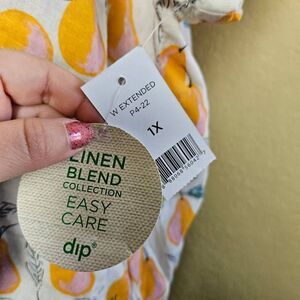 W EXTENDED
P4-22
1X
LINEN
BLEND
COLLECTION
EASY
CARE
dip®